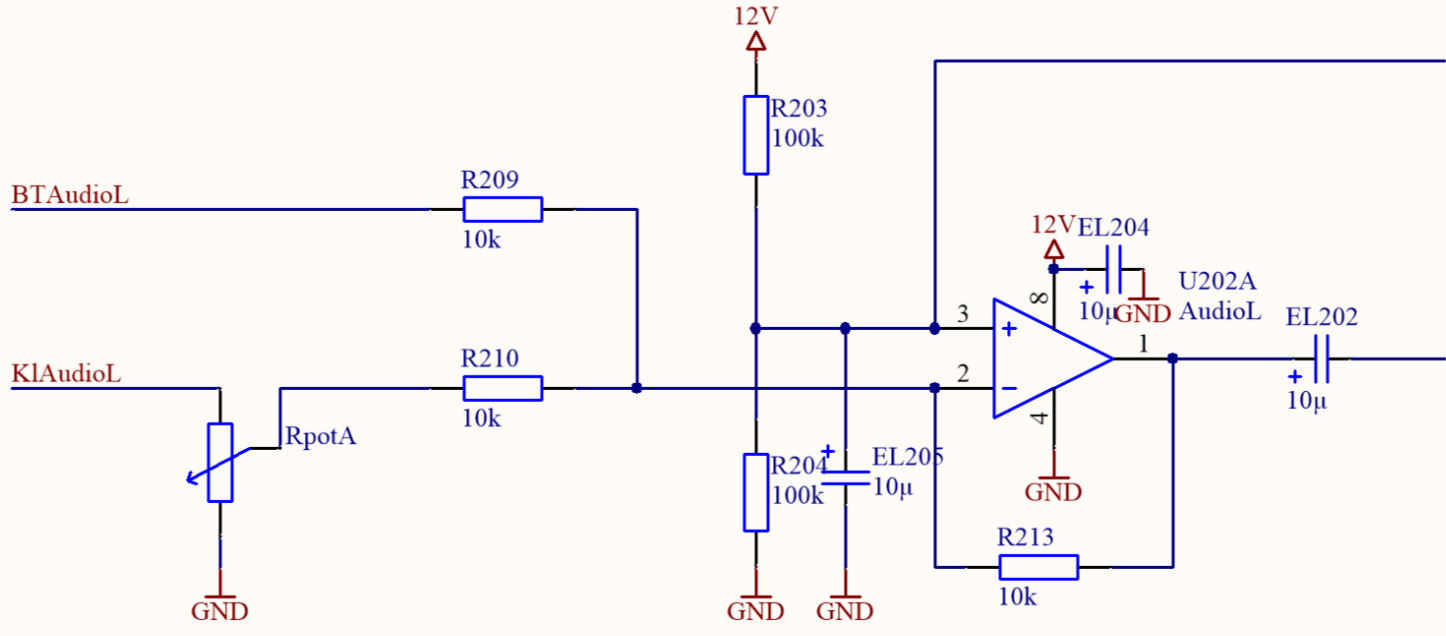 12V
R203
100k
BTAudioL
R209
10k
12V
EL204
10µ
GND
U202A
AudioL
8
3
+
2
−
1
4
GND
EL202
+
10µ
KlAudioL
R210
10k
RpotA
GND
R204
100k
GND
+
EL205
10µ
GND
+
R213
10k